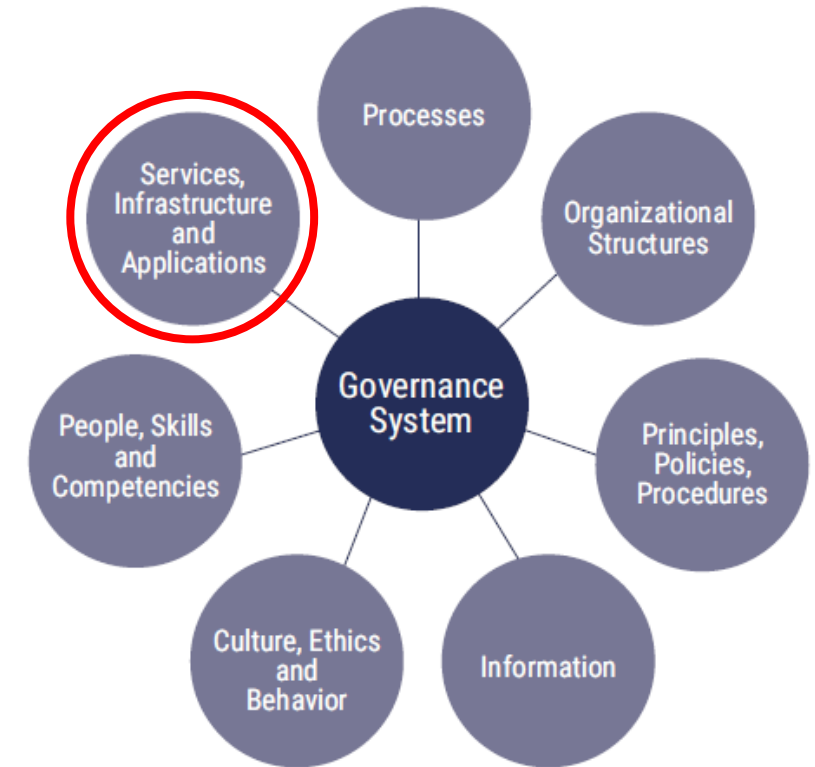 Processes
Services,
Infrastructure
and
Applications
Organizational
Structures
Governance
System
People, Skills
and
Competencies
Principles,
Policies,
Procedures
Culture, Ethics
and
Behavior
Information